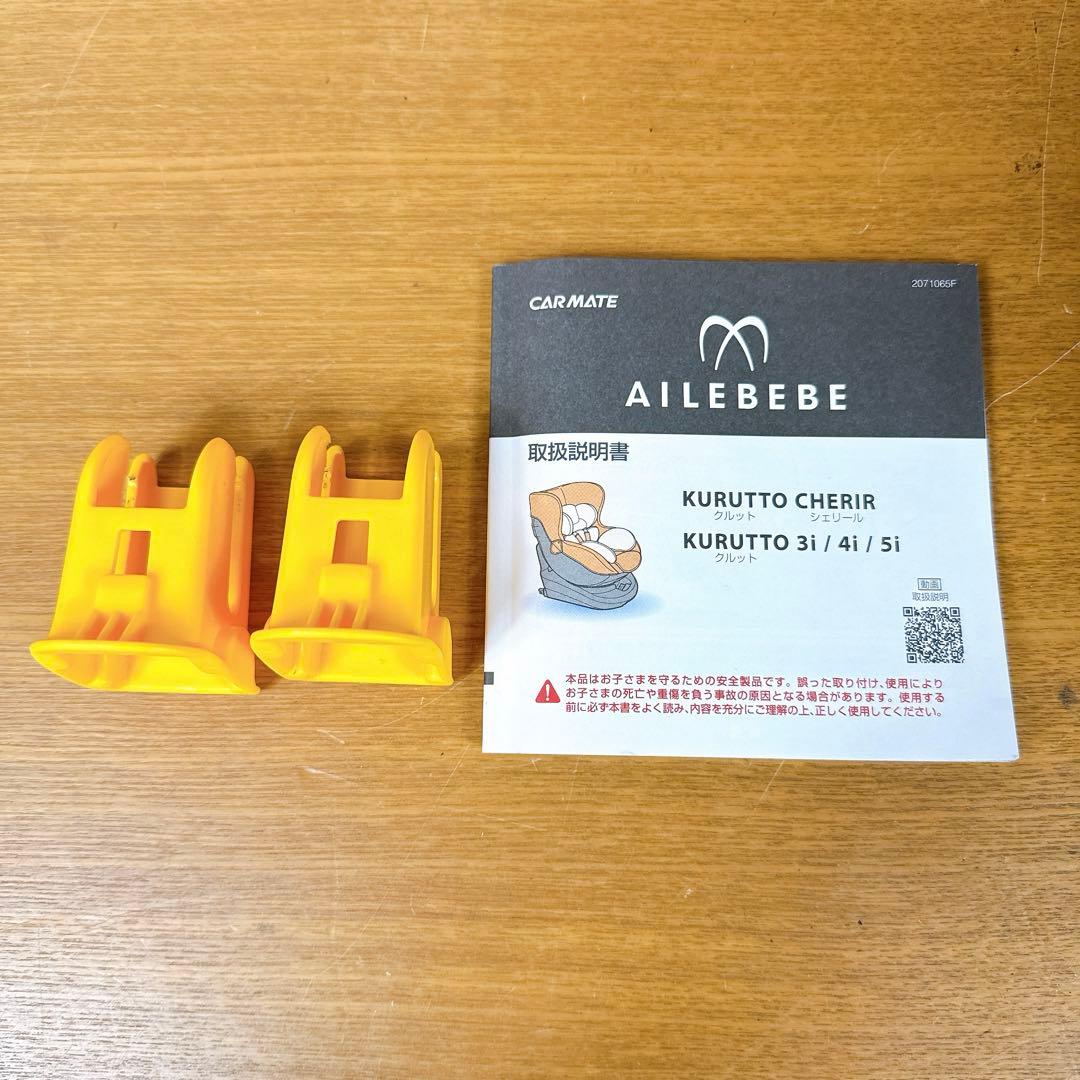 2071065F
CARMATE
AILEBEBE
取扱説明書
KURUTTO CHERIR
クルット シェリール
KURUTTO 3i / 4i / 5i
クルット
動画
取扱説明
本品はお子さまを守るための安全製品です。誤った取り付け、使用により
お子さまの死亡や重傷を負う事故の原因となる場合があります。使用する
前に必ず本書をよく読み、内容を充分にご理解の上、正しく使用してください。